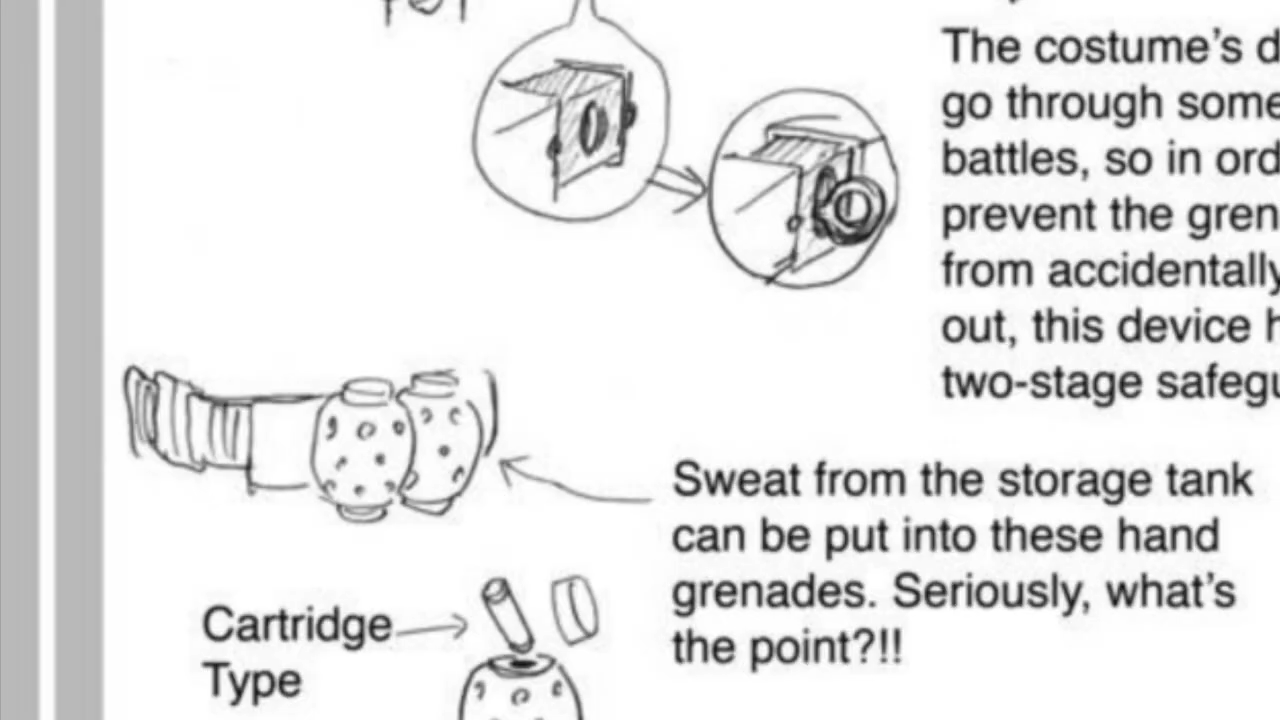 The costume's d
go through some
battles, so in ord
prevent the gren
from accidentally
out, this device h
two-stage safegu
Sweat from the storage tank
can be put into these hand
grenades. Seriously, what's
the point?!!
Cartridge
Type